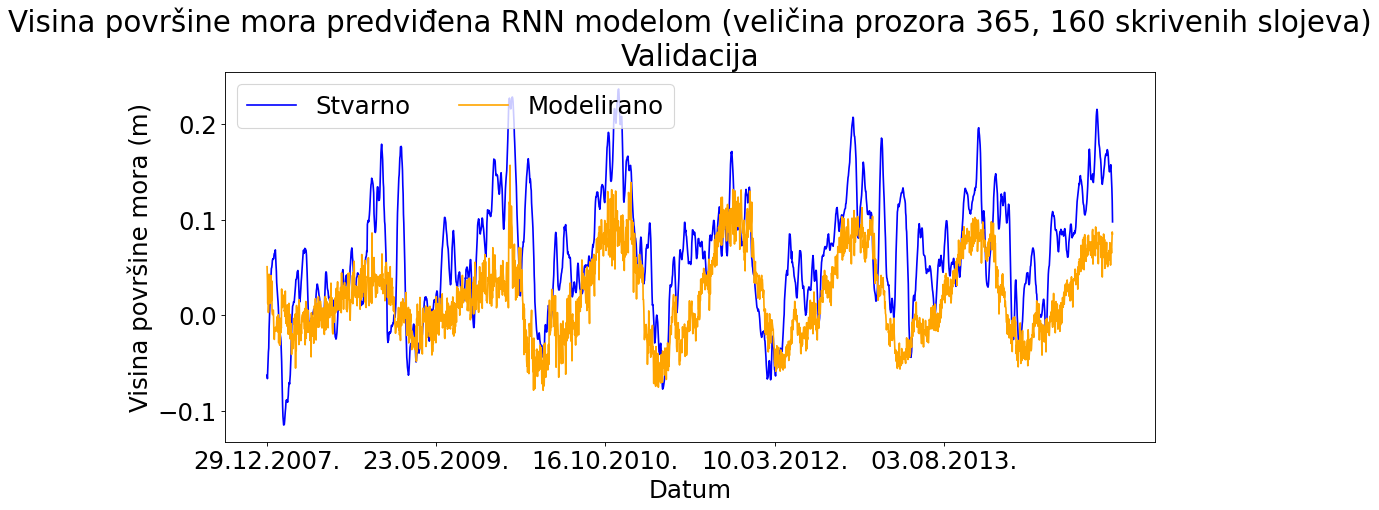 Visina površine mora predviđena RNN modelom (veličina prozora 365, 160 skrivenih slojeva)
Validacija
Stvarno Modelirano
Visina površine mora (m)
0.2
0.1
0.0
−0.1
29.12.2007. 23.05.2009. 16.10.2010. 10.03.2012. 03.08.2013.
Datum